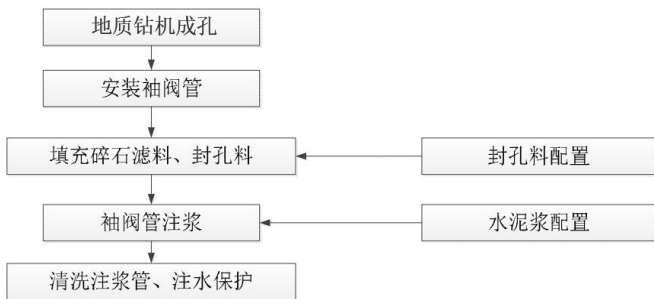 地质钻机成孔
安装袖阀管
填充碎石滤料、封孔料
封孔料配置
袖阀管注浆
水泥浆配置
清洗注浆管、注水保护